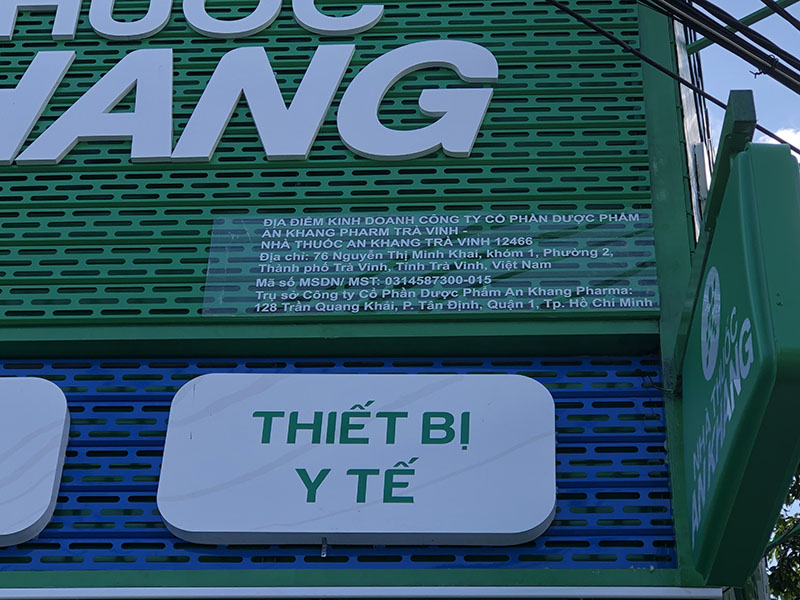 HUỐC
HANG
ĐỊA ĐIỂM KINH DOANH CÔNG TY CỔ PHẦN DƯỢC PHẨM
AN KHANG PHARM TRÀ VINH -
NHÀ THUỐC AN KHANG TRÀ VINH 12466
Địa chỉ: 76 Nguyễn Thị Minh Khai, khóm 1, Phường 2,
Thành phố Trà Vinh, Tỉnh Trà Vinh, Việt Nam
Mã số MSDN/ MST: 0314587300-015
Trụ sở Công ty Cổ Phần Dược Phẩm An Khang Pharma:
128 Trần Quang Khải, P. Tân Định, Quận 1, Tp. Hồ Chí Minh
THIẾT BỊ
Y TẾ
NHÀ THUỐC
AN KHANG